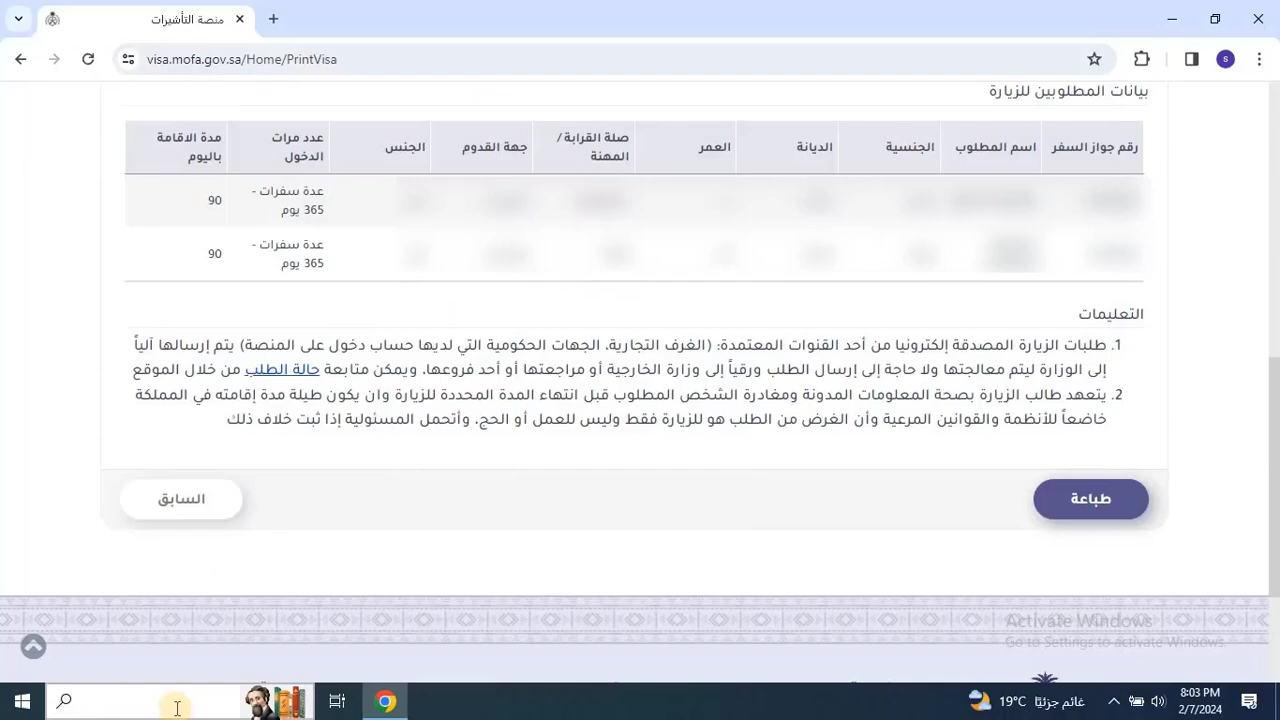 منصة التأشيرات
visa.mofa.gov.sa/Home/PrintVisa
s
بيانات المطلوبين للزيارة
رقم جواز السفر
اسم المطلوب
الجنسية
الديانة
العمر
صلة القرابة /
المهنة
جهة القدوم
الجنس
عدد مرات
الدخول
مدة الاقامة
باليوم
عدة سفرات -
365 يوم
90
عدة سفرات -
365 يوم
90
التعليمات
1. طلبات الزيارة المصدقة إلكترونيا من أحد القنوات المعتمدة: (الغرف التجارية، الجهات الحكومية التي لديها حساب دخول على المنصة) يتم إرسالها آلياً
إلى الوزارة ليتم معالجتها ولا حاجة إلى إرسال الطلب ورقياً إلى وزارة الخارجية أو مراجعتها أو أحد فروعها، ويمكن متابعة حالة الطلب من خلال الموقع
2. يتعهد طالب الزيارة بصحة المعلومات المدونة ومغادرة الشخص المطلوب قبل انتهاء المدة المحددة للزيارة وان يكون طيلة مدة إقامته في المملكة
خاضعاً للأنظمة والقوانين المرعية وأن الغرض من الطلب هو للزيارة فقط وليس للعمل أو الحج، وأتحمل المسئولية إذا ثبت خلاف ذلك
طباعة
السابق
Activate Windows
Go to Settings to activate Windows.
19°C غائم جزئيًا
8:03 PM
2/7/2024